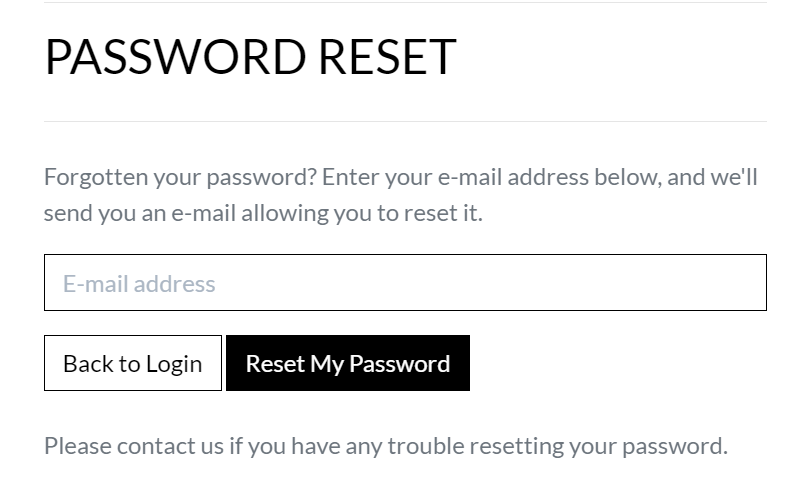 PASSWORD RESET
Forgotten your password? Enter your e-mail address below, and we'll
send you an e-mail allowing you to reset it.
E-mail address
Back to Login Reset My Password
Please contact us if you have any trouble resetting your password.